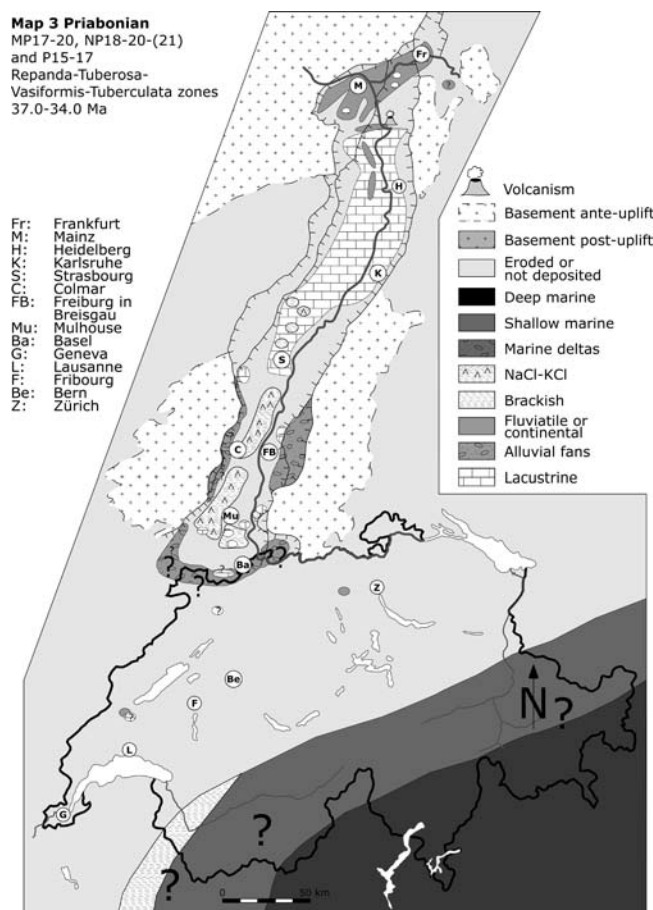 Map 3 Priabonian
MP17-20, NP18-20-(21)
and P15-17
Repanda-Tuberosa-
Vasiformis-Tuberculata zones
37.0-34.0 Ma
Fr: Frankfurt
M: Mainz
H: Heidelberg
K: Karlsruhe
S: Strasbourg
C: Colmar
FB: Freiburg in
Breisgau
Mu: Mulhouse
Ba: Basel
G: Geneva
L: Lausanne
F: Fribourg
Be: Bern
Z: Zürich
Volcanism
Basement ante-uplift
Basement post-uplift
Eroded or
not deposited
Deep marine
Shallow marine
Marine deltas
NaCl-KCl
Brackish
Fluviatile or
continental
Alluvial fans
Lacustrine
Fr
M
?
H
K
S
C
FB
Mu
?
?
?
Ba
Z
?
Be
F
L
G
N
?
?
?
0 50 km